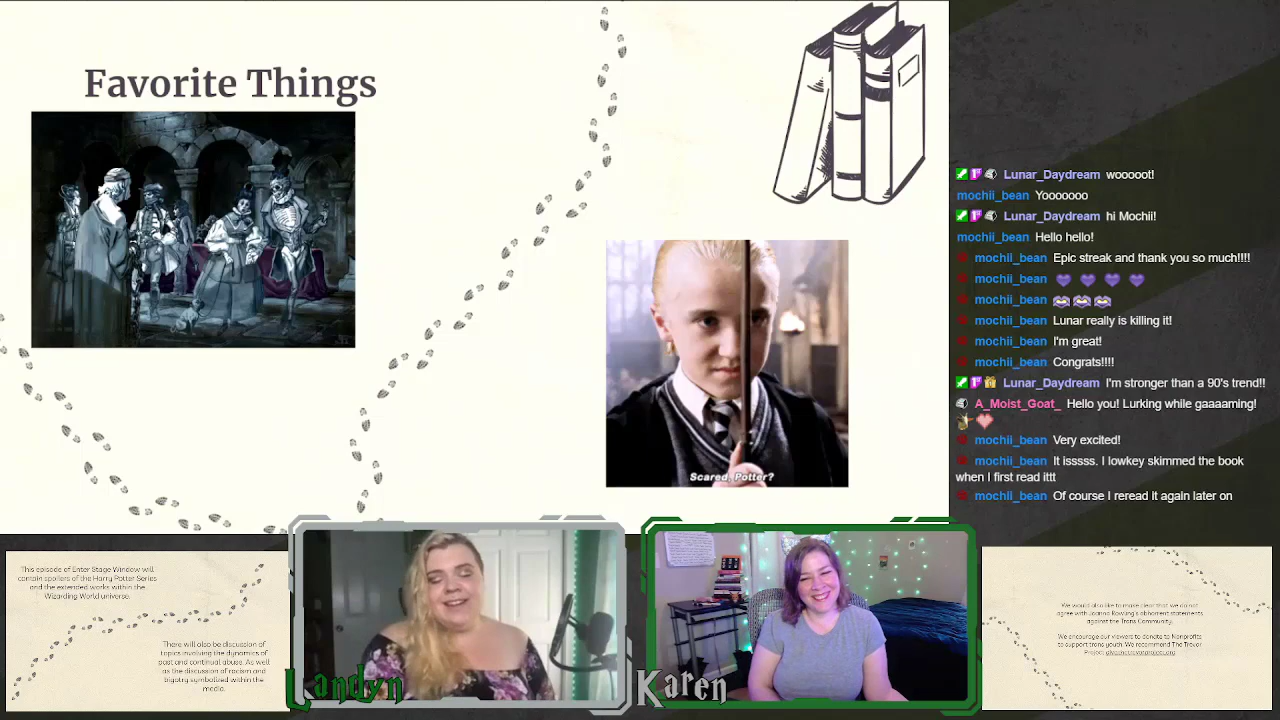 Favorite Things
Scared, Potter?
Lunar_Daydream wooooot!
mochii_bean Yooooooo
Lunar_Daydream hi Mochii!
mochii_bean Hello hello!
mochii_bean Epic streak and thank you so much!!!!
mochii_bean
mochii_bean
mochii_bean Lunar really is killing it!
mochii_bean I'm great!
mochii_bean Congrats!!!!
Lunar_Daydream I'm stronger than a 90's trend!!
A_Moist_Goat_ Hello you! Lurking while gaaaaming!
mochii_bean Very excited!
mochii_bean It isssss. I lowkey skimmed the book
when I first read ittt
mochii_bean Of course I reread it again later on
This episode of Enter Stage Window will
contain spoilers of the Harry Potter Series
and the extended works within the
Wizarding World universe.
There will also be discussion of
topics involving the dynamics of
past and continual abuse. As well
as the discussion of racism and
bigotry symbolized within the
media.
Landyn
Karen
We would also like to make clear that we do not
agree with Joanna Rowling's abhorrent statements
against the Trans Community.
We encourage our viewers to donate to Nonprofits
to support trans youth. We recommend The Trevor
Project: